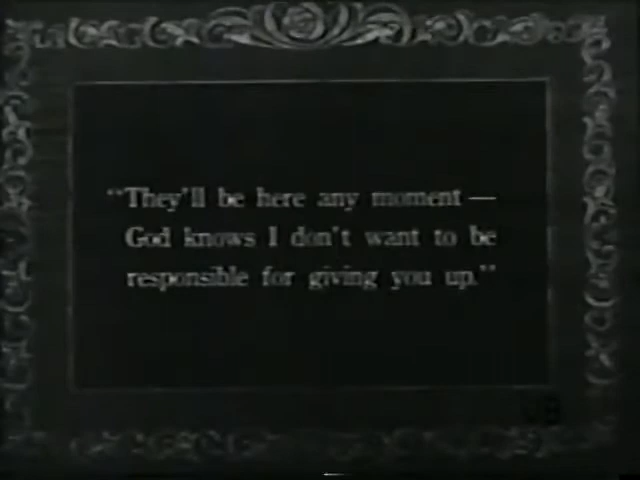 “They'll be here any moment —
God knows I don't want to be
responsible for giving you up.”